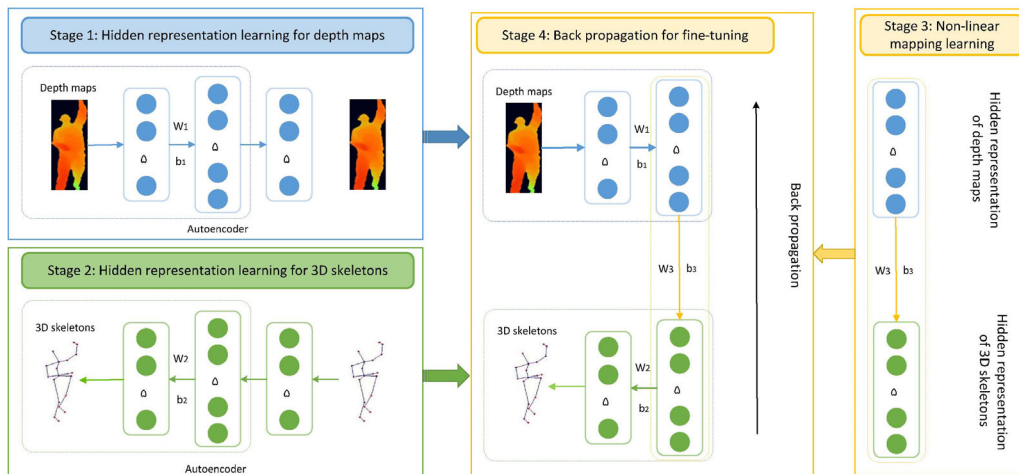 Stage 1: Hidden representation learning for depth maps
Depth maps
W1
b1
Autoencoder
Stage 2: Hidden representation learning for 3D skeletons
3D skeletons
W2
b2
Autoencoder
Stage 4: Back propagation for fine-tuning
Depth maps
W1
b1
W3
b3
3D skeletons
W2
b2
Back propagation
Stage 3: Non-linear
mapping learning
Hidden representation
of depth maps
W3
b3
Hidden representation
of 3D skeletons